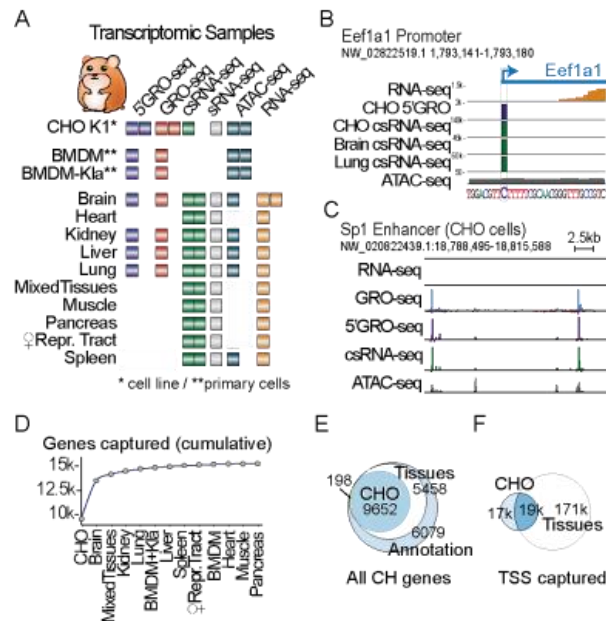 A
Transcriptomic Samples
5'GRO-seq
GRO-seq
csRNA-seq
sRNA-seq
ATAC-seq
RNA-seq
CHO K1*
BMDM**
BMDM-Kla**
Brain
Heart
Kidney
Liver
Lung
MixedTissues
Muscle
Pancreas
♀Repr. Tract
Spleen
* cell line / **primary cells
B
Eef1a1 Promoter
NW_02822519.1 1,793,141-1,793,180
Eef1a1
RNA-seq
CHO 5'GRO
CHO csRNA-seq
Brain csRNA-seq
Lung csRNA-seq
ATAC-seq
C
Sp1 Enhancer (CHO cells)
NW_020822439.1:18,788,495-18,815,588
2.5kb
RNA-seq
GRO-seq
5'GRO-seq
csRNA-seq
ATAC-seq
D
Genes captured (cumulative)
15k
12.5k
10k
CHO
Brain
MixedTissues
Kidney
Lung
BMDM+Kla
Liver
Spleen
♀Repr.Tract
BMDM
Heart
Muscle
Pancreas
E
Tissues
5458
198
CHO
9652
6079
Annotation
All CH genes
F
CHO
17k
19k
171k
Tissues
TSS captured